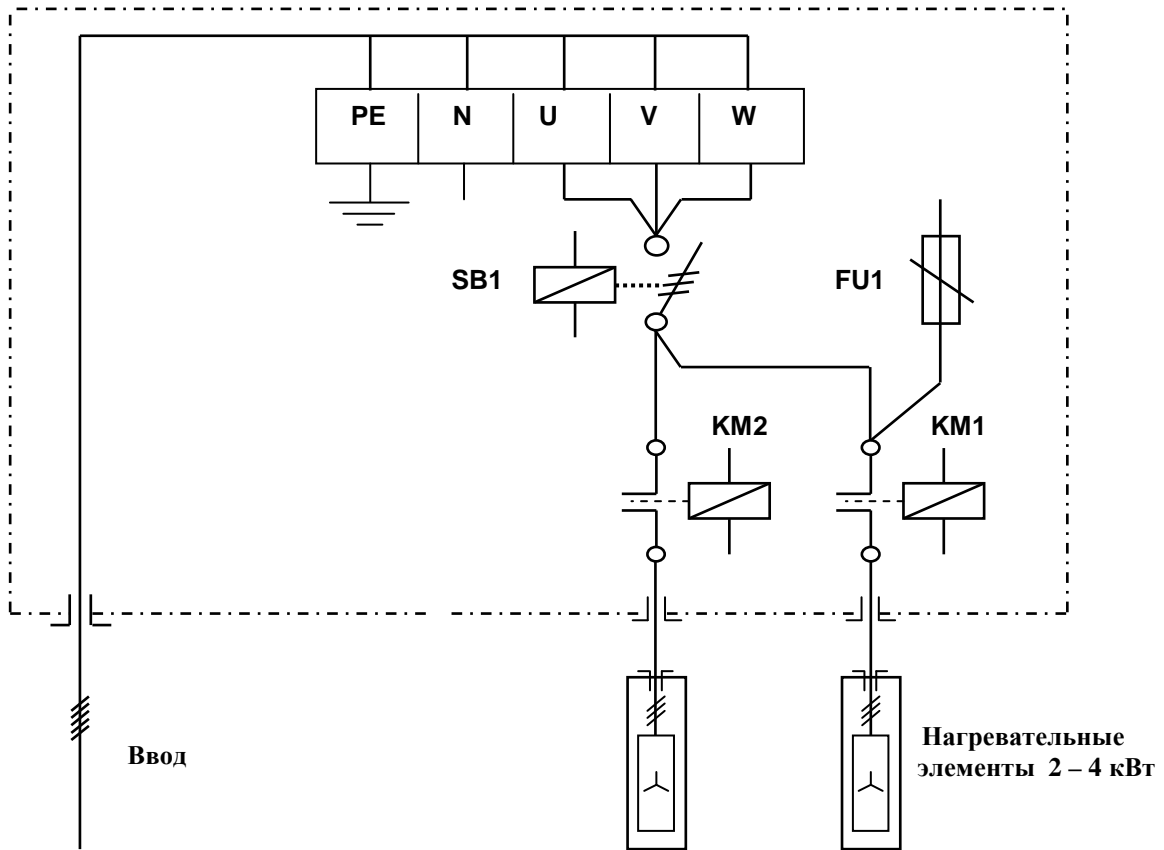 PE N U V W
SB1
FU1
KM2
KM1
Ввод
Нагревательные
элементы 2 – 4 кВт